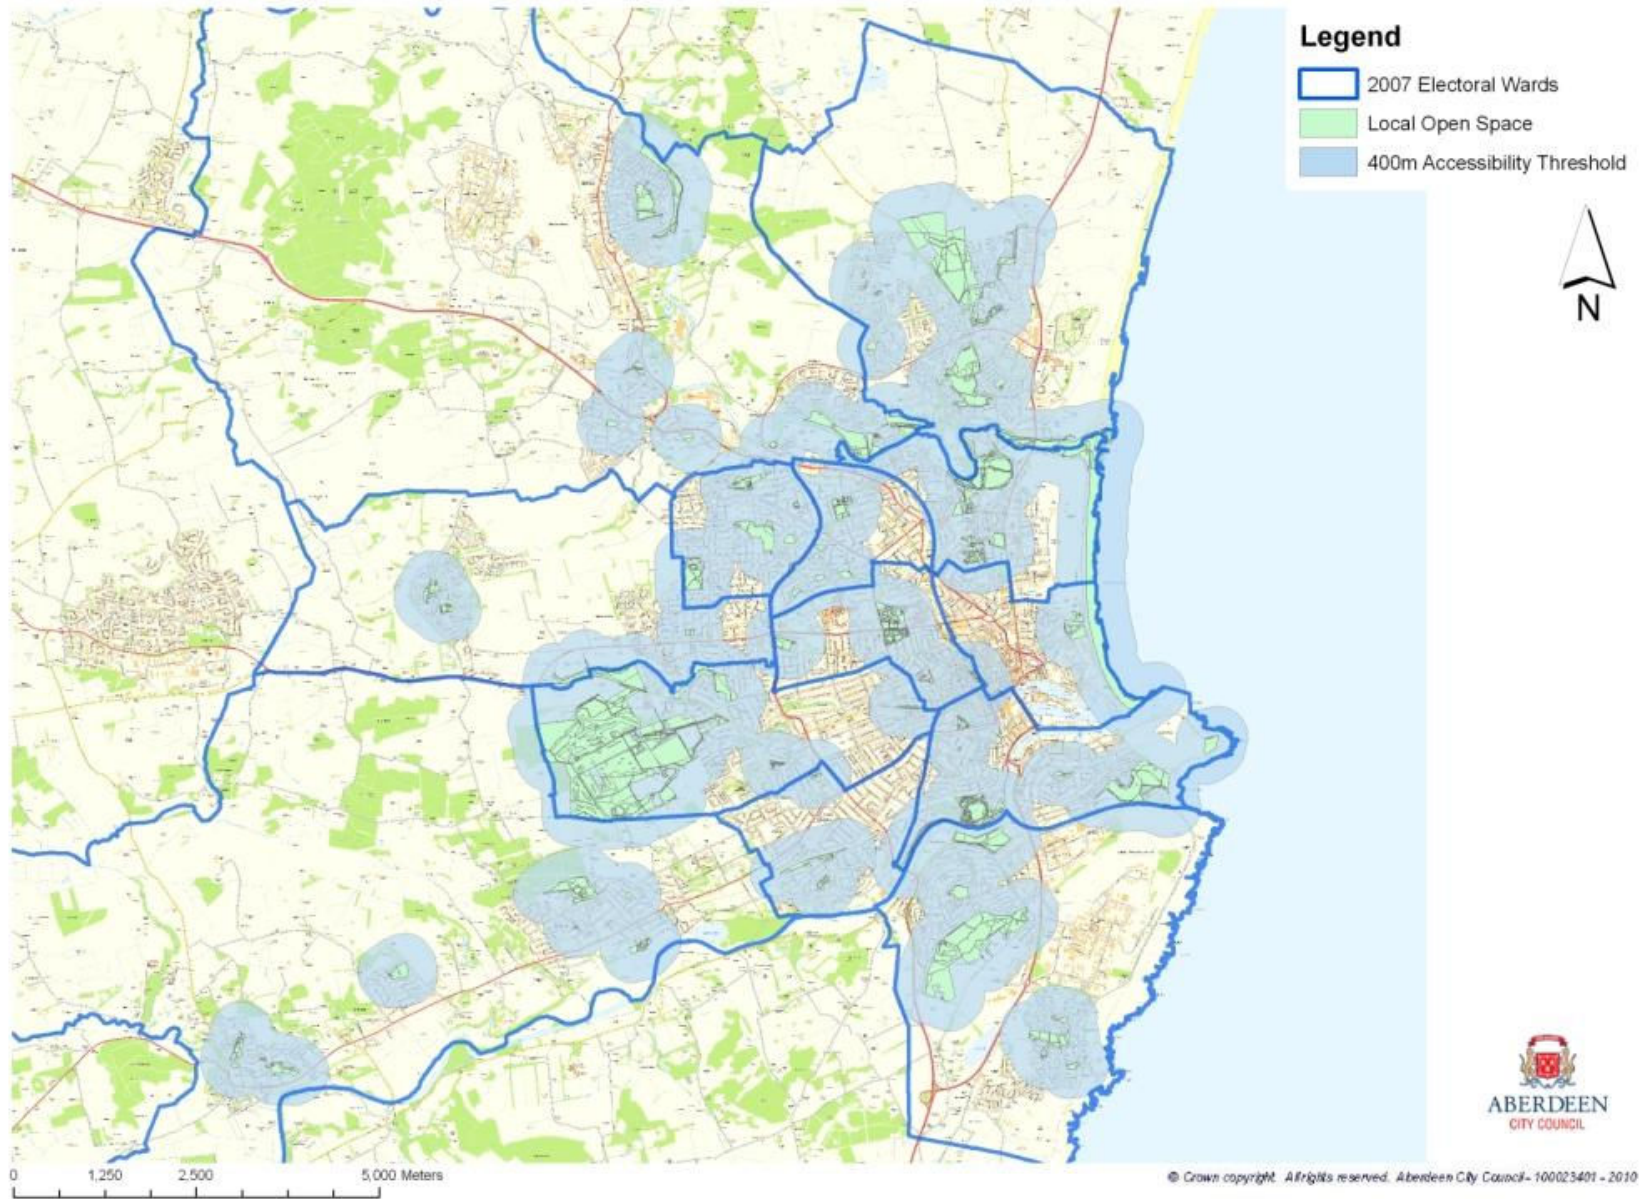 Legend
2007 Electoral Wards
Local Open Space
400m Accessibility Threshold
N
ABERDEEN
CITY COUNCIL
0 1,250 2,500 5,000 Meters
© Crown copyright. All rights reserved. Aberdeen City Council - 100023401 - 2010